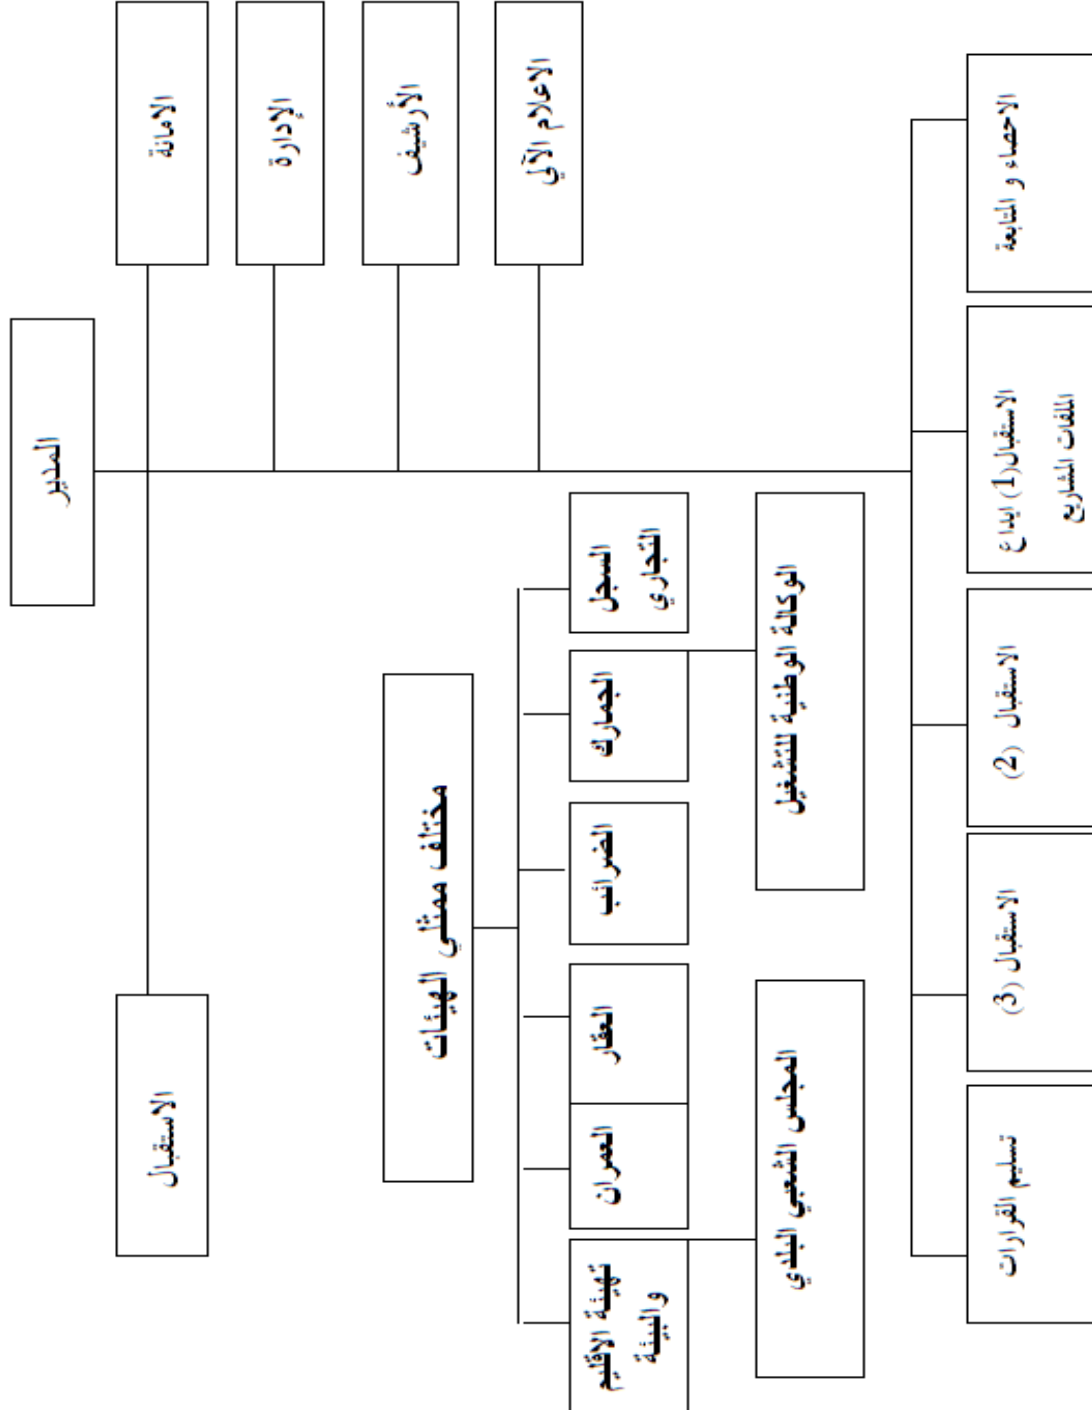 المدير
الامانة
الإدارة
الأرشيف
الاعلام الآلي
الاستقبال
مختلف ممثلي الهيئات
السجل
التجاري
الجمارك
الضرائب
العقار
العمران
تهيئة الاقليم
والبيئة
الوكالة الوطنية للتشغيل
المجلس الشعبي البلدي
الاحصاء و المتابعة
الاستقبال(1) ايداع
الملفات المشاريع
الاستقبال (2)
الاستقبال (3)
تسليم القرارات